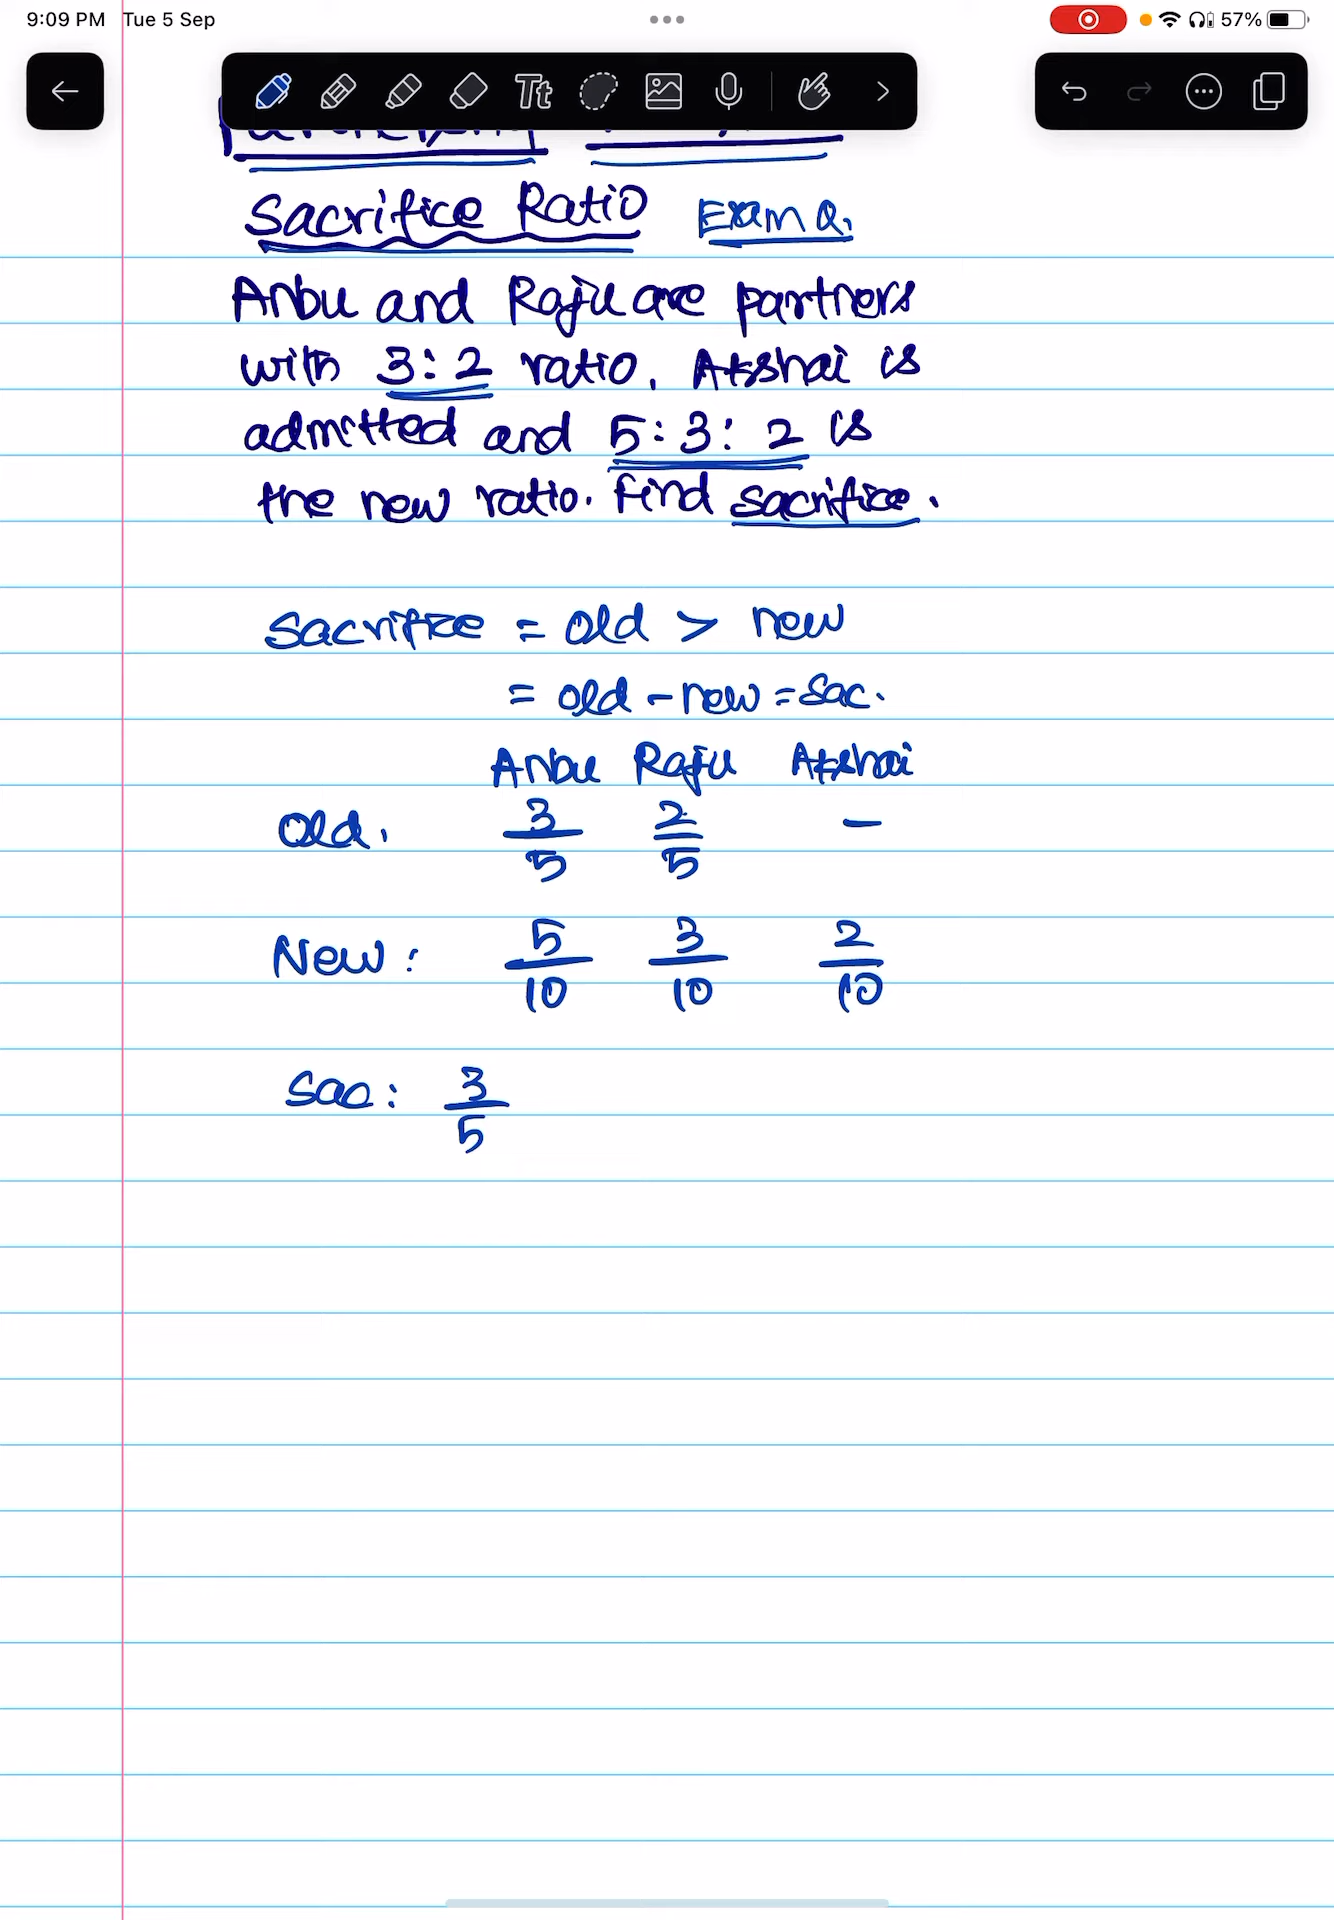 9:09 PM Tue 5 Sep 57%
Tt
Sacrifice Ratio Exam Q.
Anbu and Raju are partners
with 3:2 ratio. Akshai is
admitted and 5:3:2 is
the new ratio. Find sacrifice.
Sacrifice = old > new
= old - new = Sac.
Anbu Raju Akshai
Old. 3/5 2/5 -
New: 5/10 3/10 2/10
Sac: 3/5